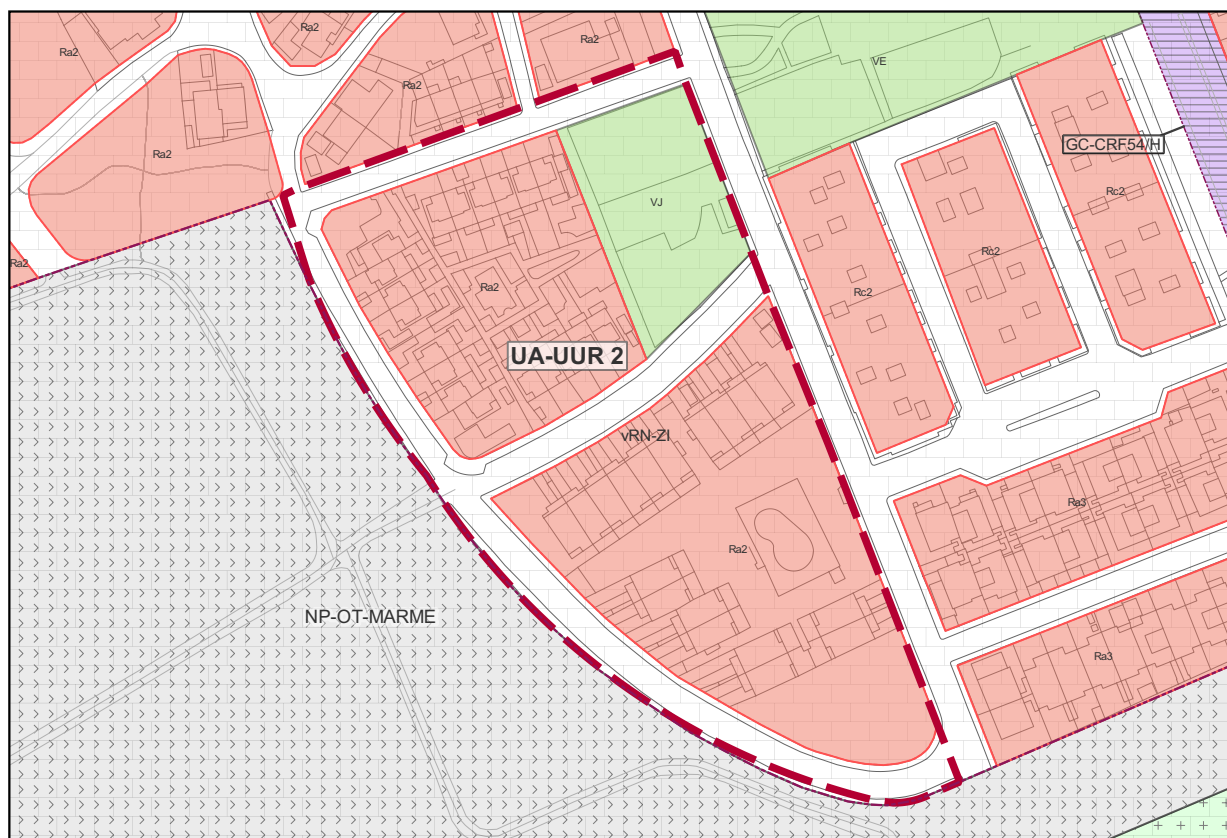 Ra2
Ra2
Ra2
VE
Ra2
GC-CRF54/H
Ra2
Rc2
VJ
Rc2
Ra2
Ra2
Rc2
UA-UUR 2
vRN-ZI
Ra3
Ra2
NP-OT-MARME
Ra3